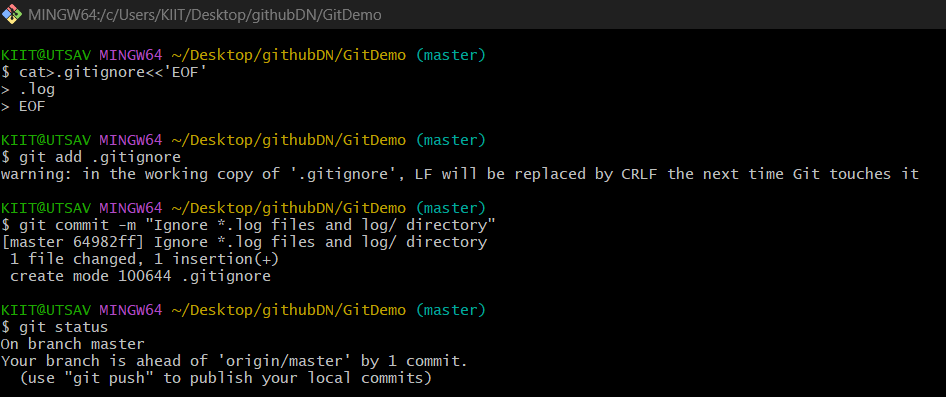 MINGW64:/c/Users/KIIT/Desktop/githubDN/GitDemo
KIIT@UTSAV MINGW64 ~/Desktop/githubDN/GitDemo (master)
$ cat>.gitignore<<'EOF'
> .log
> EOF
KIIT@UTSAV MINGW64 ~/Desktop/githubDN/GitDemo (master)
$ git add .gitignore
warning: in the working copy of '.gitignore', LF will be replaced by CRLF the next time Git touches it
KIIT@UTSAV MINGW64 ~/Desktop/githubDN/GitDemo (master)
$ git commit -m "Ignore *.log files and log/ directory"
[master 64982ff] Ignore *.log files and log/ directory
 1 file changed, 1 insertion(+)
 create mode 100644 .gitignore
KIIT@UTSAV MINGW64 ~/Desktop/githubDN/GitDemo (master)
$ git status
On branch master
Your branch is ahead of 'origin/master' by 1 commit.
  (use "git push" to publish your local commits)